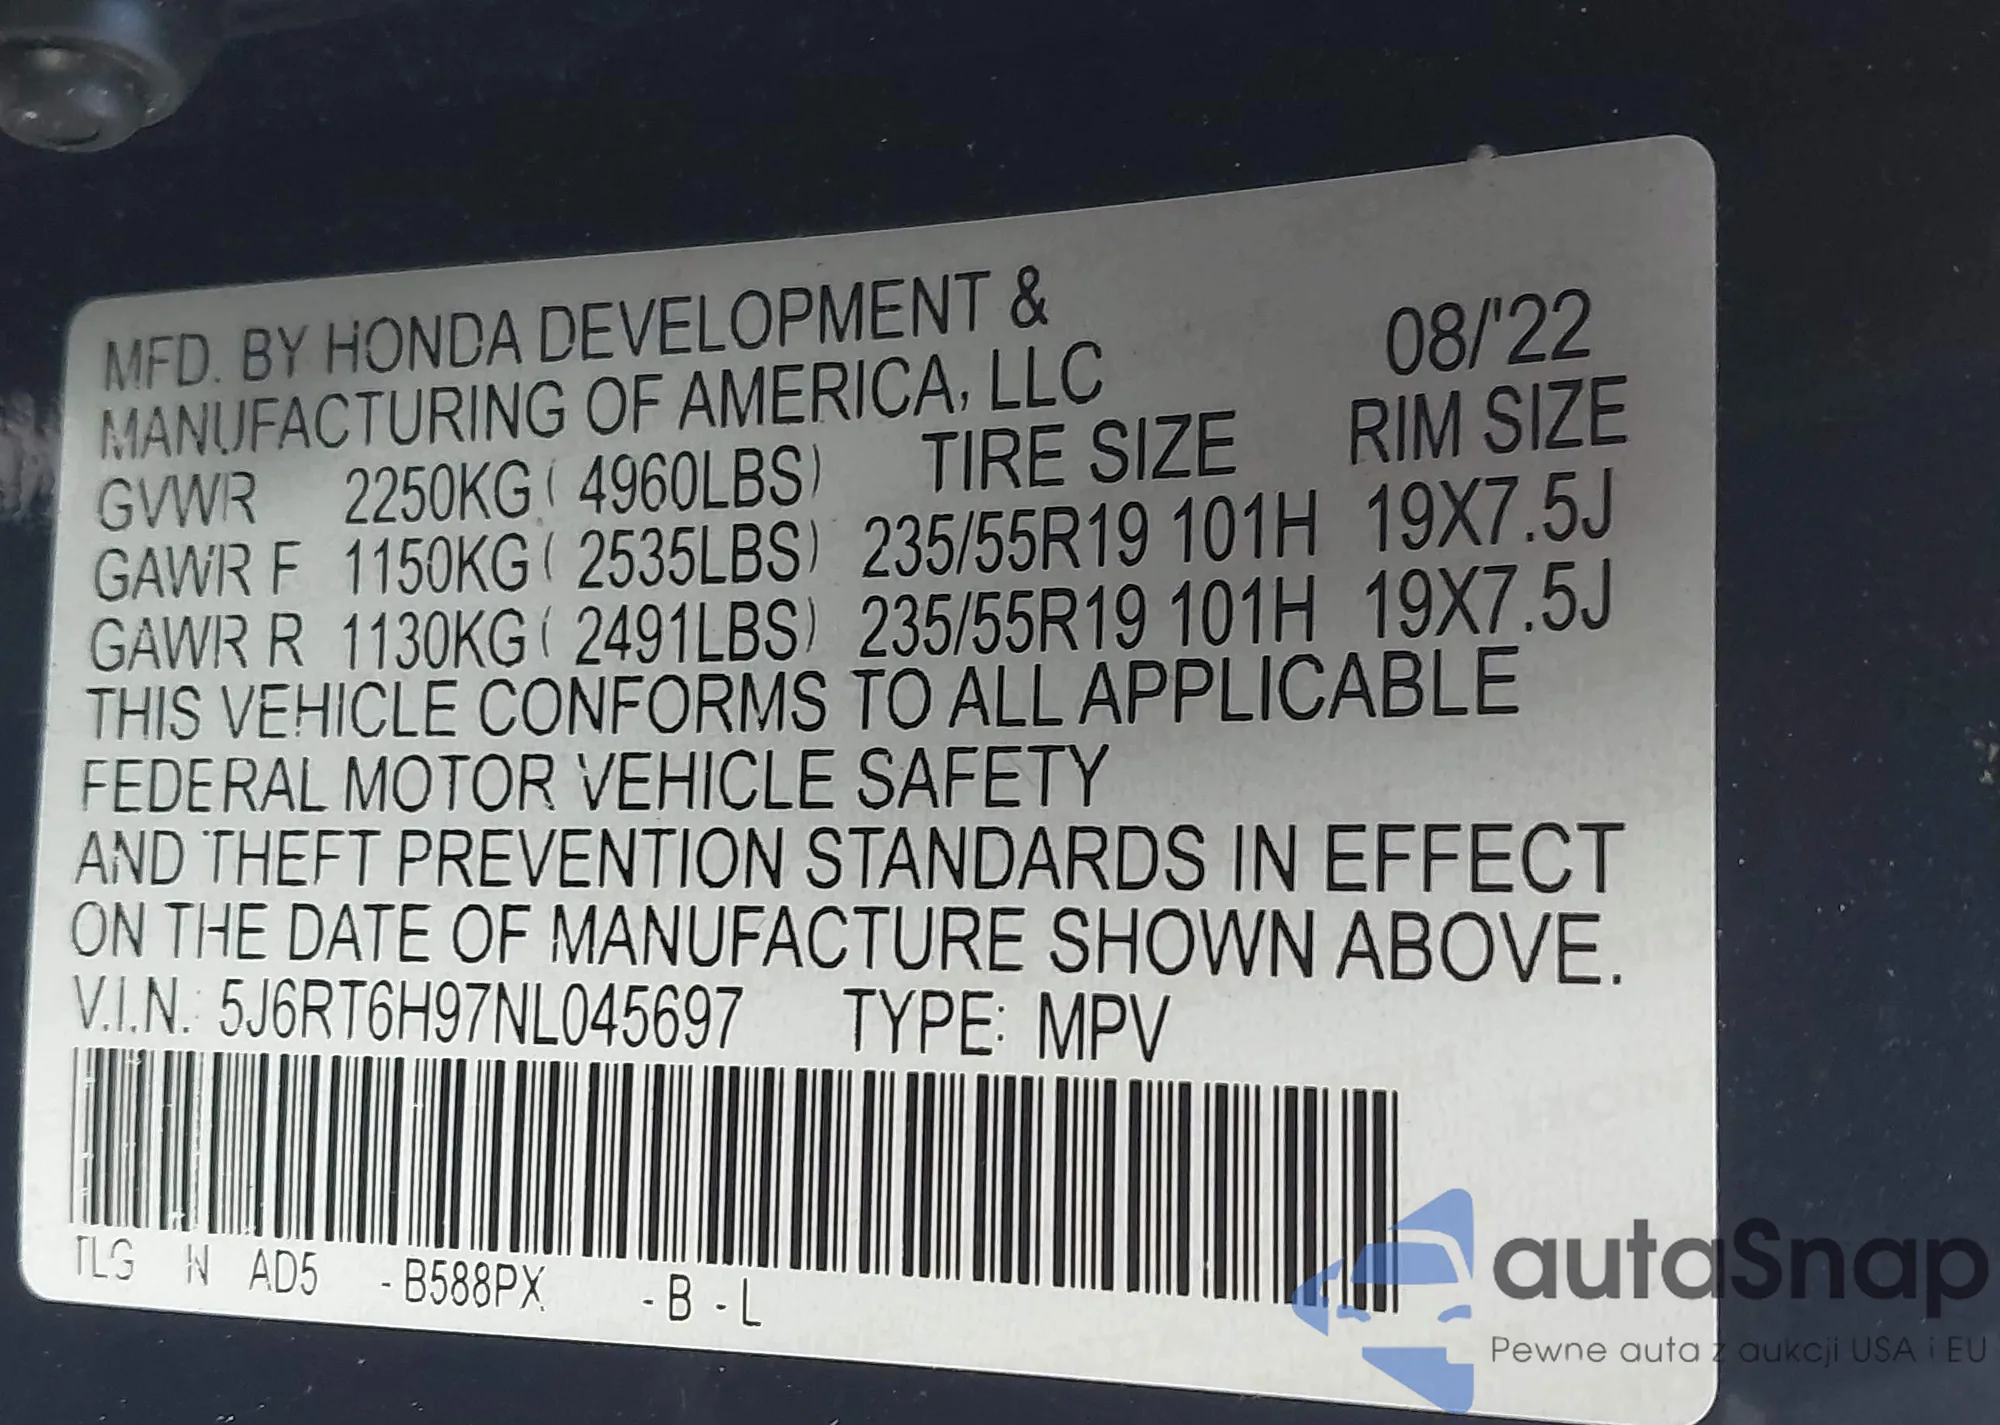 MFD. BY HONDA DEVELOPMENT & 08/'22
MANUFACTURING OF AMERICA, LLC
TIRE SIZE RIM SIZE
GVWR 2250KG ( 4960LBS)
GAWR F 1150KG ( 2535LBS) 235/55R19 101H 19X7.5J
GAWR R 1130KG ( 2491LBS) 235/55R19 101H 19X7.5J
THIS VEHICLE CONFORMS TO ALL APPLICABLE
FEDERAL MOTOR VEHICLE SAFETY
AND THEFT PREVENTION STANDARDS IN EFFECT
ON THE DATE OF MANUFACTURE SHOWN ABOVE.
V.I.N.: 5J6RT6H97NL045697 TYPE: MPV
TLG N AD5 -B588PX -B -L
autaSnap
Pewne auta z aukcji USA i EU